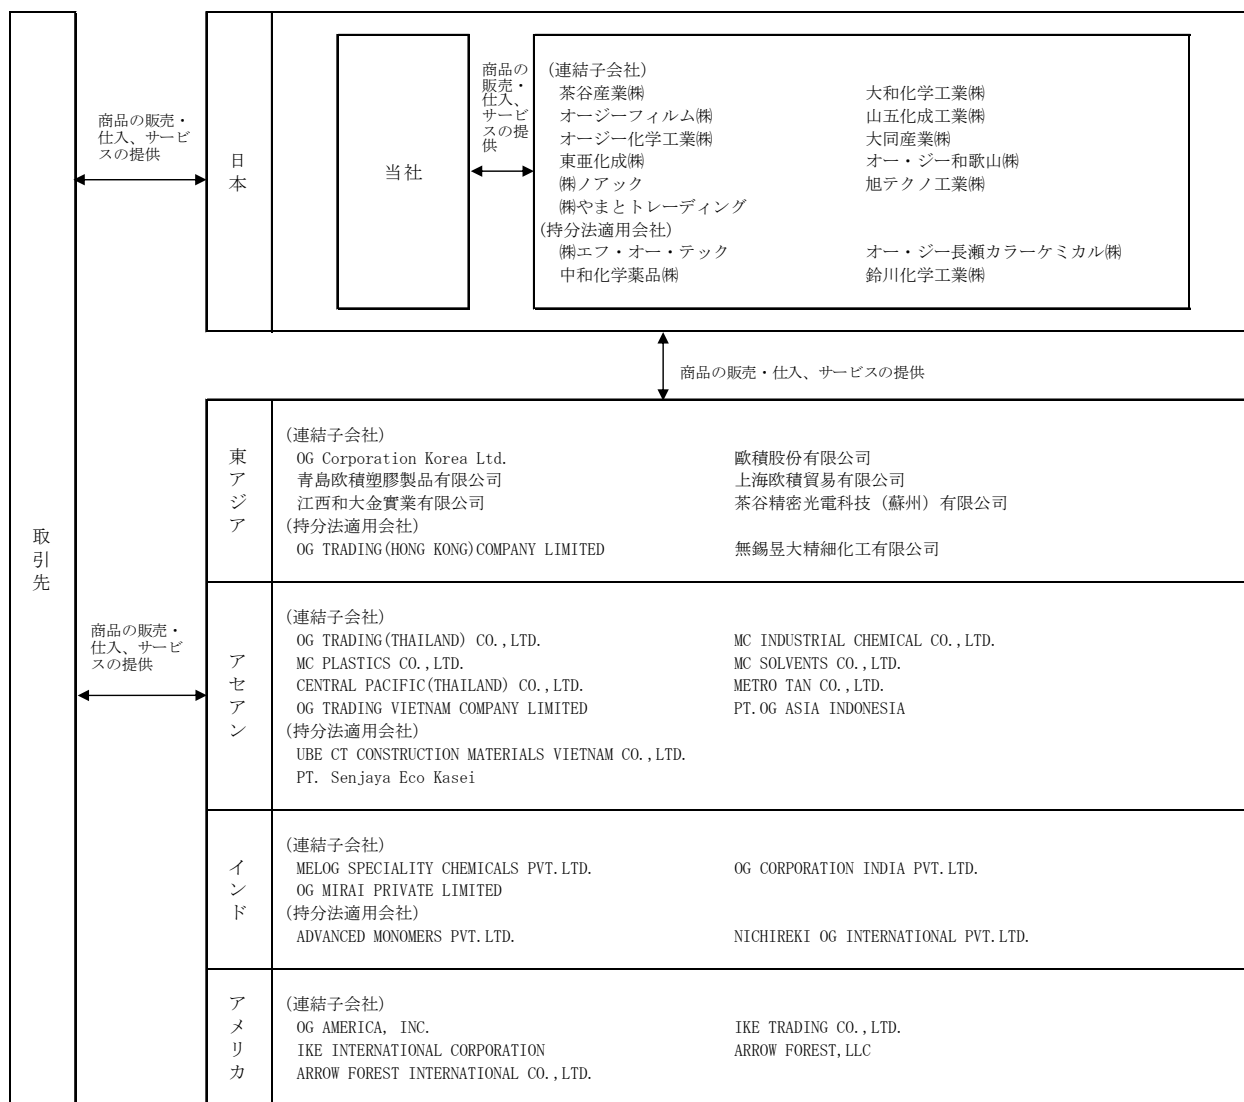 取引先
商品の販売・
仕入、サービ
スの提供
日本
当社
商品の
販売・
仕入、
サービ
スの提
供
(連結子会社)
茶谷産業㈱ 大和化学工業㈱
オージーフィルム㈱ 山五化成工業㈱
オージー化学工業㈱ 大同産業㈱
東亜化成㈱ オー・ジー和歌山㈱
㈱ノアック 旭テクノ工業㈱
㈱やまとトレーディング
(持分法適用会社)
㈱エフ・オー・テック オー・ジー長瀬カラーケミカル㈱
中和化学薬品㈱ 鈴川化学工業㈱
商品の販売・仕入、サービスの提供
東アジア
(連結子会社)
OG Corporation Korea Ltd. 歐積股份有限公司
青島欧積塑膠製品有限公司 上海欧積貿易有限公司
江西和大金實業有限公司 茶谷精密光電科技（蘇州）有限公司
(持分法適用会社)
OG TRADING(HONG KONG)COMPANY LIMITED 無錫昱大精細化工有限公司
商品の販売・
仕入、サービ
スの提供
アセアン
(連結子会社)
OG TRADING(THAILAND) CO.,LTD. MC INDUSTRIAL CHEMICAL CO.,LTD.
MC PLASTICS CO.,LTD. MC SOLVENTS CO.,LTD.
CENTRAL PACIFIC(THAILAND) CO.,LTD. METRO TAN CO.,LTD.
OG TRADING VIETNAM COMPANY LIMITED PT.OG ASIA INDONESIA
(持分法適用会社)
UBE CT CONSTRUCTION MATERIALS VIETNAM CO.,LTD.
PT. Senjaya Eco Kasei
インド
(連結子会社)
MELOG SPECIALITY CHEMICALS PVT.LTD. OG CORPORATION INDIA PVT.LTD.
OG MIRAI PRIVATE LIMITED
(持分法適用会社)
ADVANCED MONOMERS PVT.LTD. NICHIREKI OG INTERNATIONAL PVT.LTD.
アメリカ
(連結子会社)
OG AMERICA, INC. IKE TRADING CO.,LTD.
IKE INTERNATIONAL CORPORATION ARROW FOREST,LLC
ARROW FOREST INTERNATIONAL CO.,LTD.